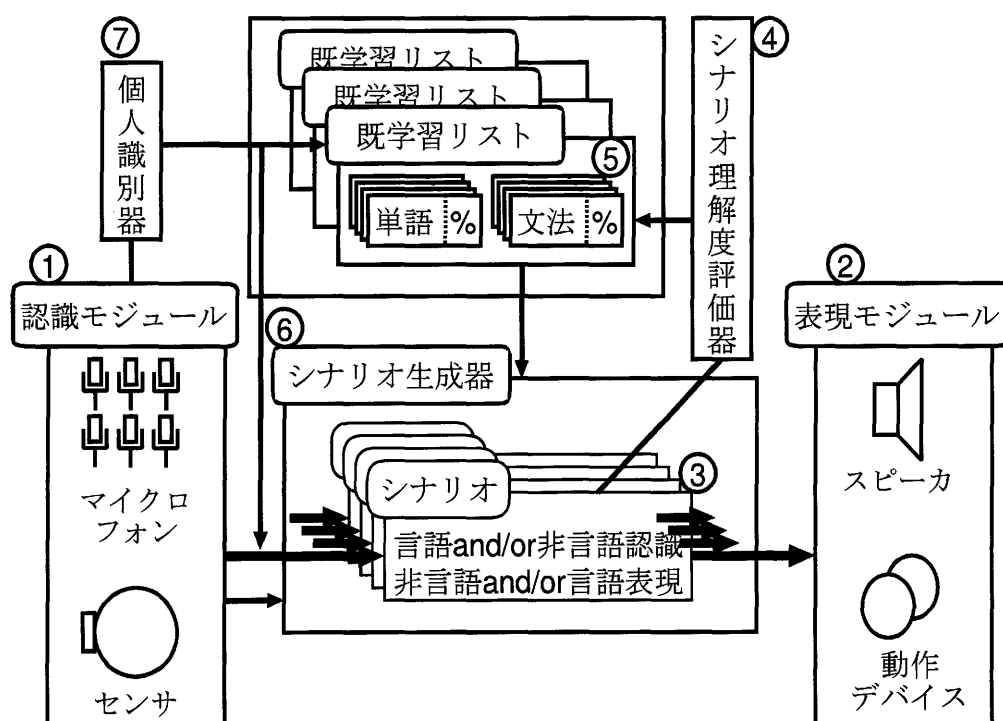 ⑦
個人識別器
既学習リスト
既学習リスト
既学習リスト
⑤
単語 %
文法 %
④
シナリオ理解度評価器
①
認識モジュール
マイクロ
フォン
センサ
⑥
シナリオ生成器
シナリオ
③
言語and/or非言語認識
非言語and/or言語表現
②
表現モジュール
スピーカ
動作
デバイス